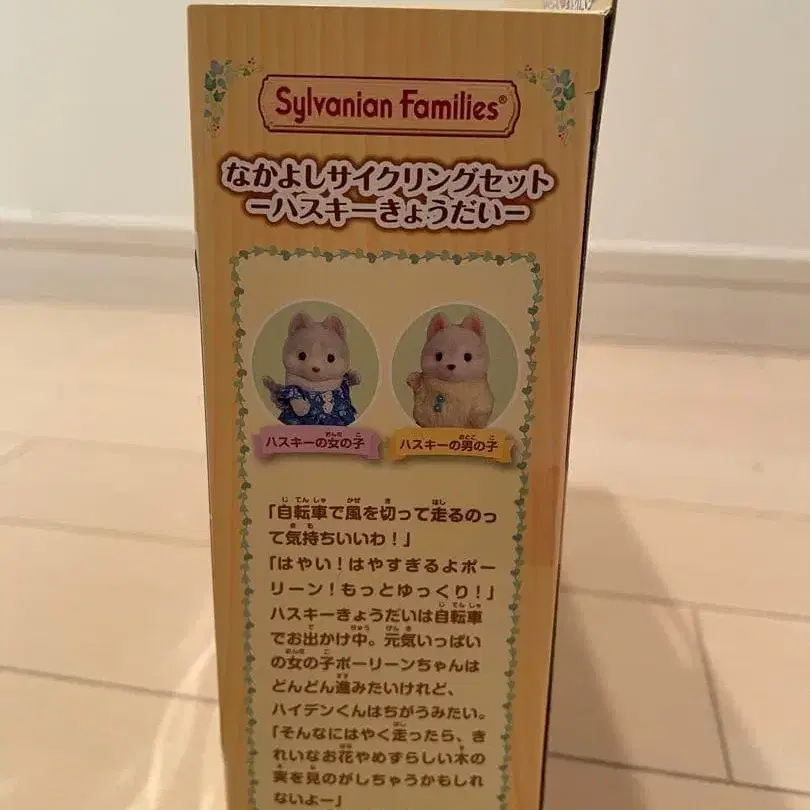 Sylvanian Families®
なかよしサイクリングセット
ーハスキーきょうだいー
ハスキーの女の子
ハスキーの男の子
「自転車で風を切って走るのっ
て気持ちいいわ！」
「はやい！はやすぎるよポー
リーン！もっとゆっくり！」
ハスキーきょうだいは自転車
でお出かけ中。元気いっぱい
の女の子ポーリーンちゃんは
どんどん進みたいけれど、
ハイデンくんはちがうみたい。
「そんなにはやく走ったら、き
れいなお花やめずらしい木の
実を見のがしちゃうかもしれ
ないよー」